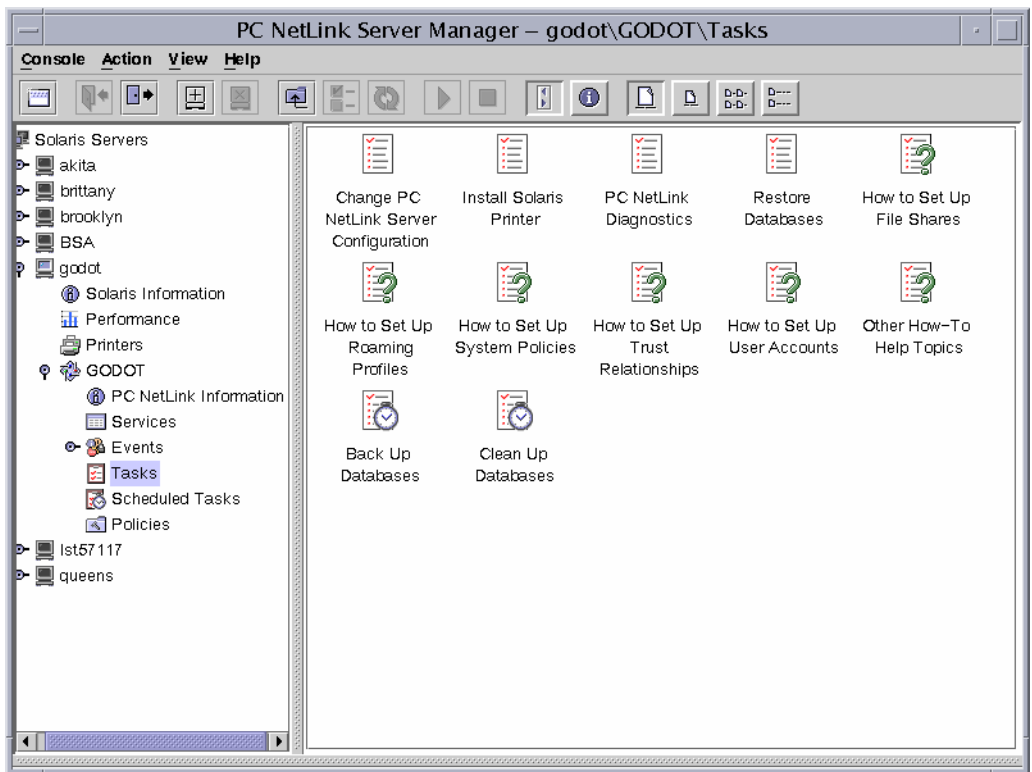 PC NetLink Server Manager – godot\GODOT\Tasks
Console Action View Help
Solaris Servers
akita
brittany
brooklyn
BSA
godot
Solaris Information
Performance
Printers
GODOT
PC NetLink Information
Services
Events
Tasks
Scheduled Tasks
Policies
lst57117
queens
Change PC
NetLink Server
Configuration
Install Solaris
Printer
PC NetLink
Diagnostics
Restore
Databases
How to Set Up
File Shares
How to Set Up
Roaming
Profiles
How to Set Up
System Policies
How to Set Up
Trust
Relationships
How to Set Up
User Accounts
Other How–To
Help Topics
Back Up
Databases
Clean Up
Databases